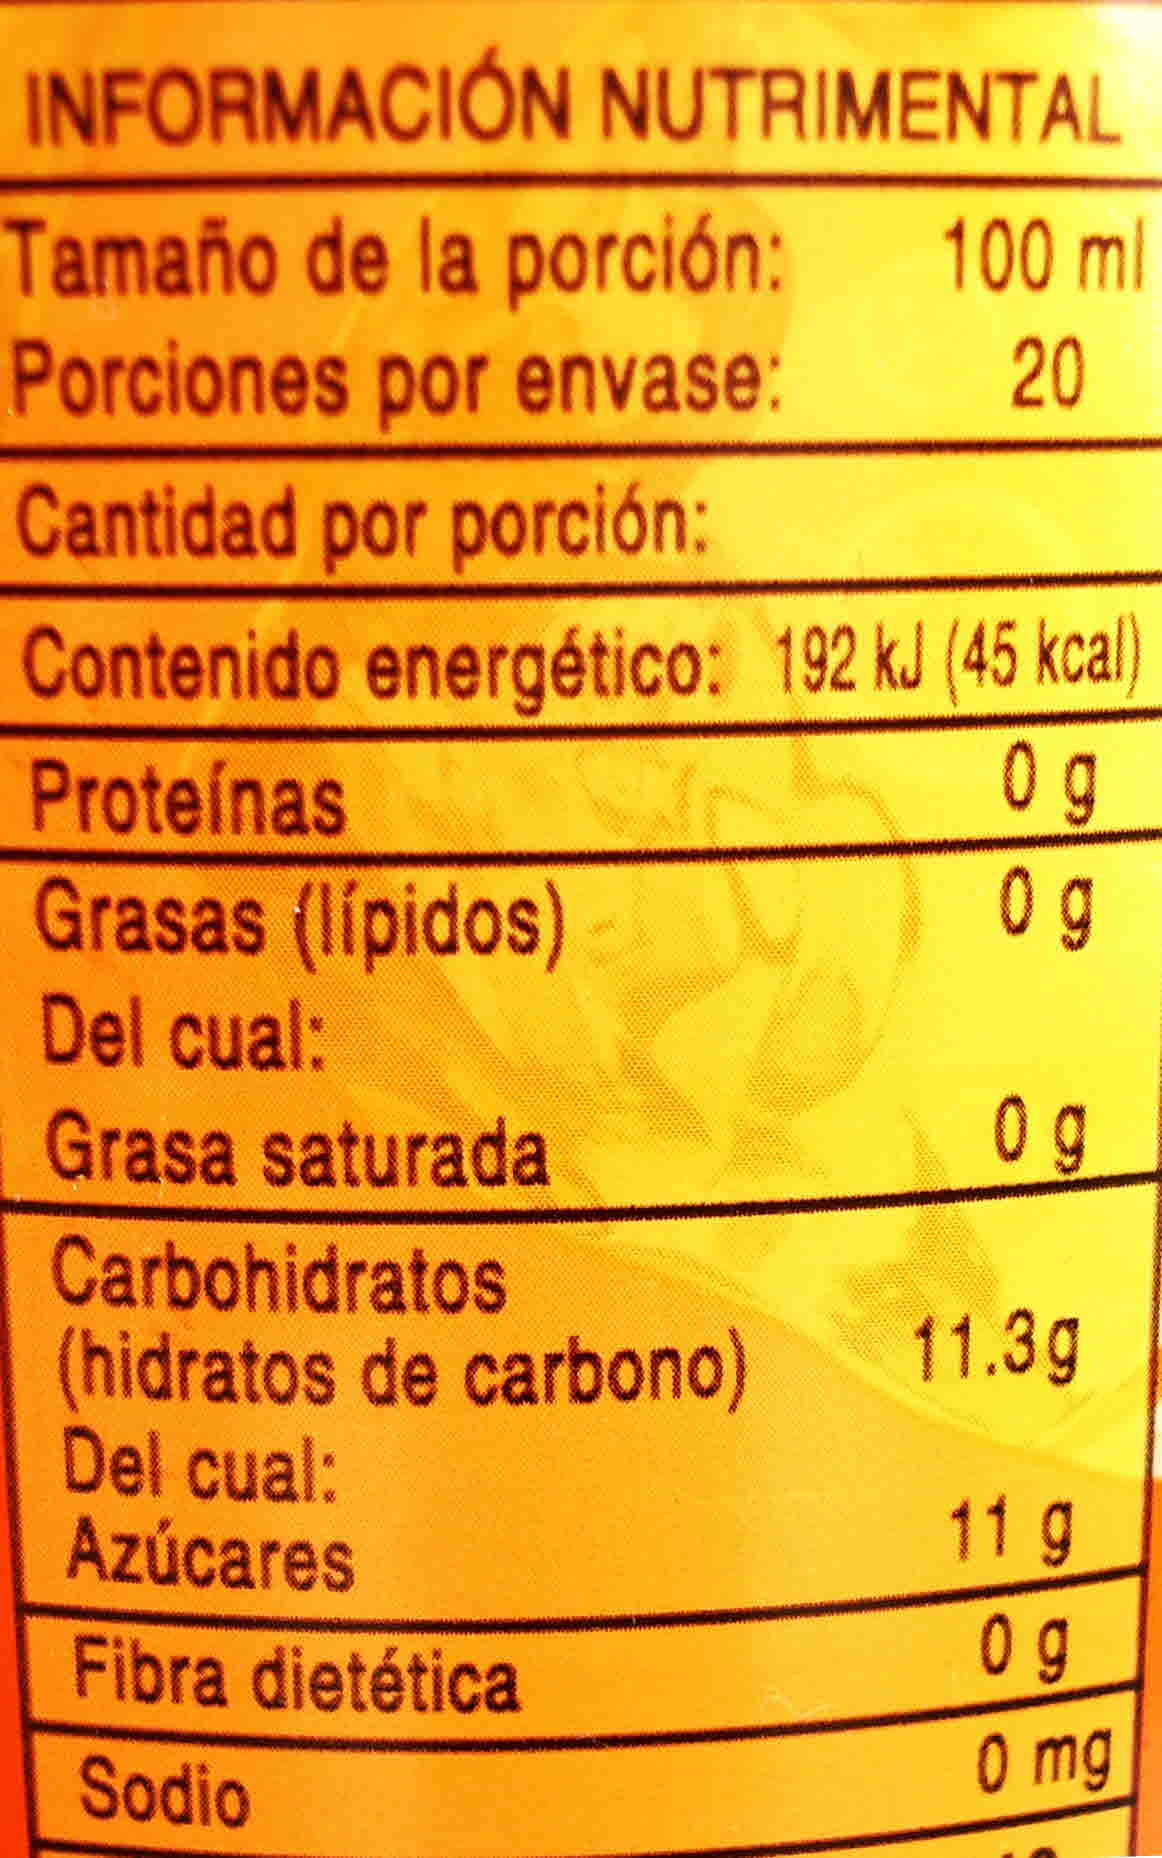 INFORMACIÓN NUTRIMENTAL
Tamaño de la porción: 100 ml
Porciones por envase: 20
Cantidad por porción:
Contenido energético: 192 kJ (45 kcal)
Proteínas 0 g
Grasas (lípidos) 0 g
Del cual:
Grasa saturada 0 g
Carbohidratos
(hidratos de carbono) 11.3g
Del cual:
Azúcares 11 g
Fibra dietética 0 g
Sodio 0 mg